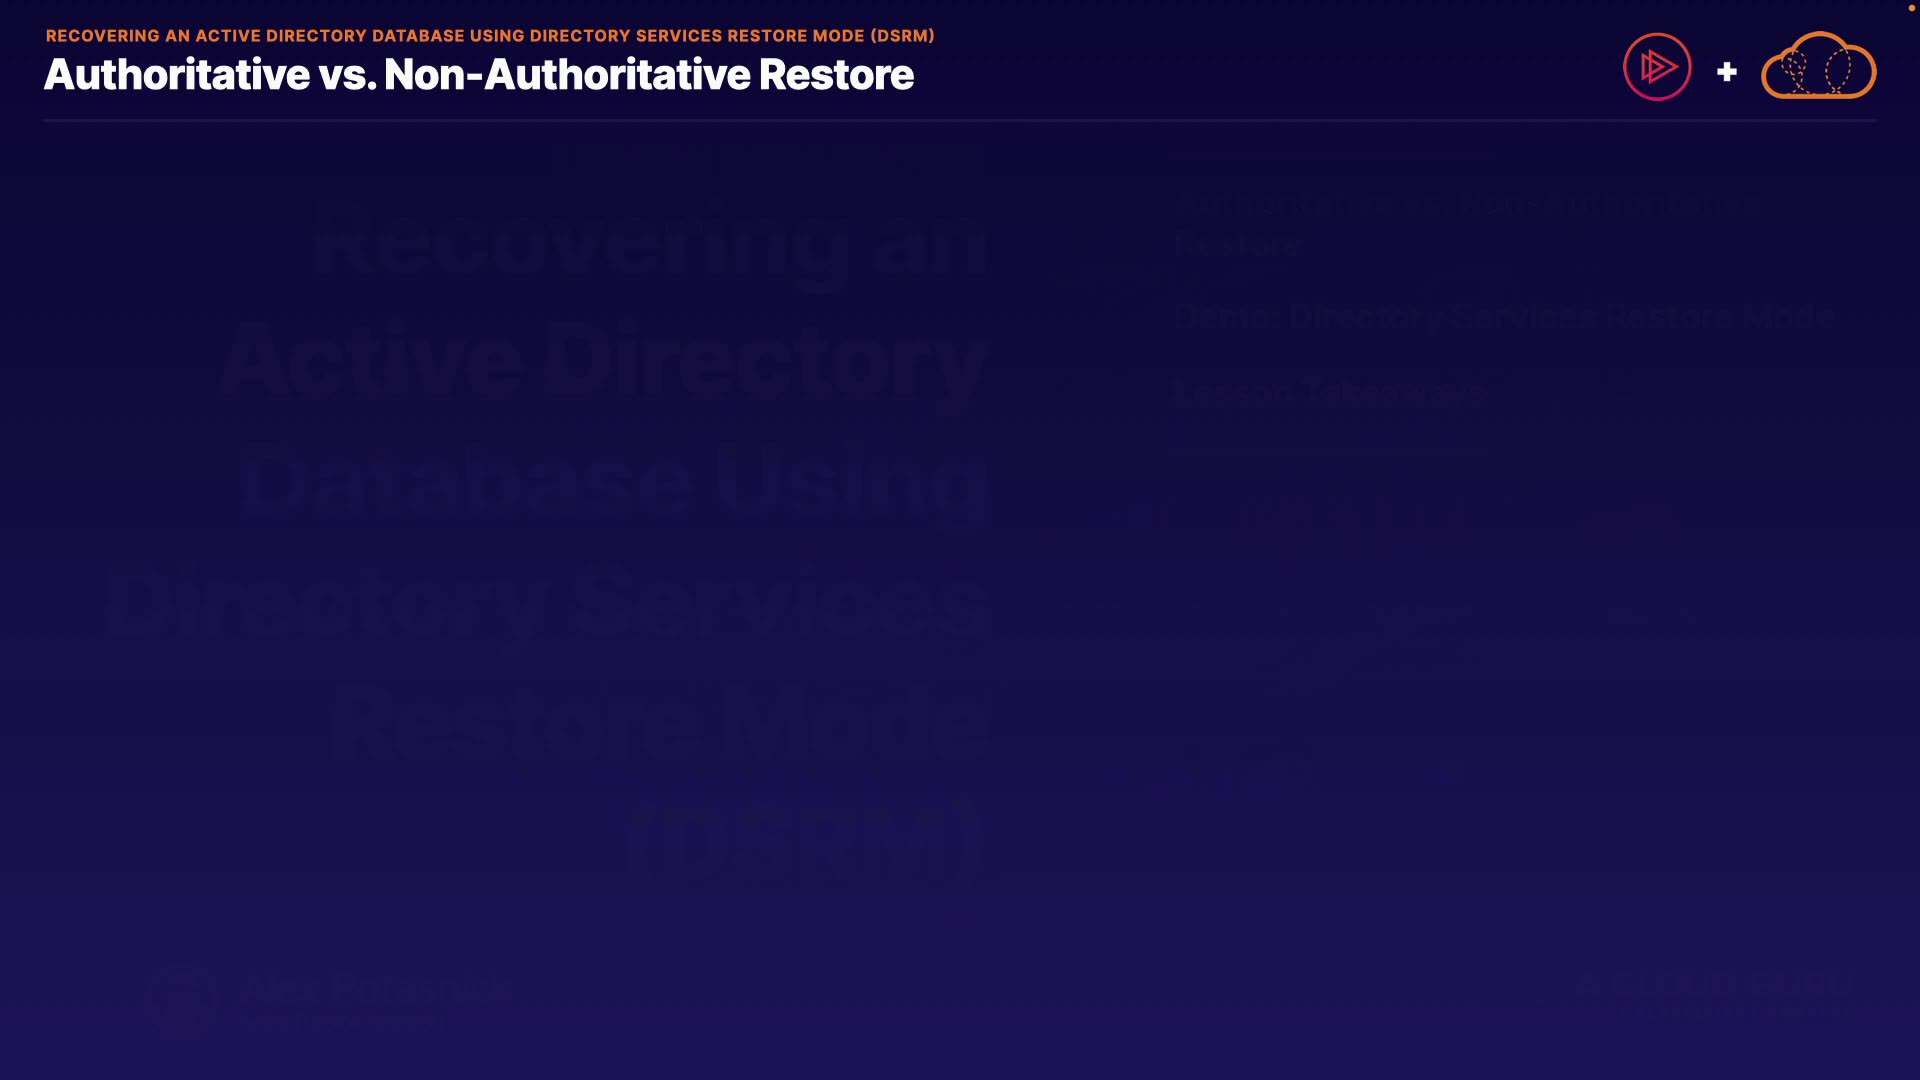 RECOVERING AN ACTIVE DIRECTORY DATABASE USING DIRECTORY SERVICES RESTORE MODE (DSRM)
Authoritative vs. Non-Authoritative Restore
Recovering an
Active Directory
Database Using
Directory Services
Restore Mode
(DSRM)
Authoritative vs. Non-Authoritative
Restore
Demo: Directory Services Restore Mode
Lesson Takeaways